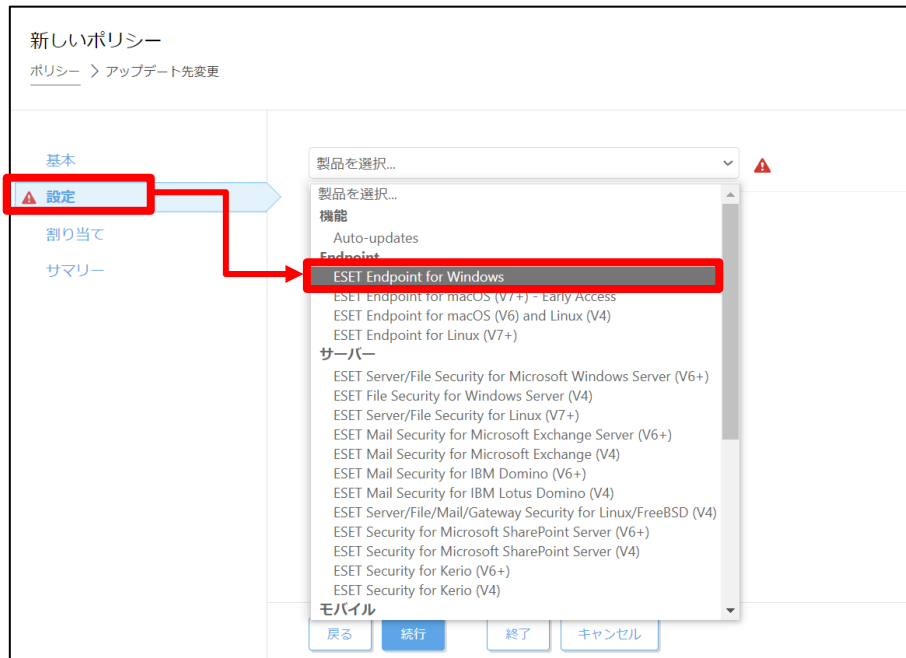 新しいポリシー
ポリシー > アップデート先変更
基本
設定
割り当て
サマリー
製品を選択...
製品を選択...
機能
Auto-updates
Endpoint
ESET Endpoint for Windows
ESET Endpoint for macOS (V7+) - Early Access
ESET Endpoint for macOS (V6) and Linux (V4)
ESET Endpoint for Linux (V7+)
サーバー
ESET Server/File Security for Microsoft Windows Server (V6+)
ESET File Security for Windows Server (V4)
ESET Server/File Security for Linux (V7+)
ESET Mail Security for Microsoft Exchange Server (V6+)
ESET Mail Security for Microsoft Exchange (V4)
ESET Mail Security for IBM Domino (V6+)
ESET Mail Security for IBM Lotus Domino (V4)
ESET Server/File/Mail/Gateway Security for Linux/FreeBSD (V4)
ESET Security for Microsoft SharePoint Server (V6+)
ESET Security for Microsoft SharePoint Server (V4)
ESET Security for Kerio (V6+)
ESET Security for Kerio (V4)
モバイル
戻る 続行 終了 キャンセル